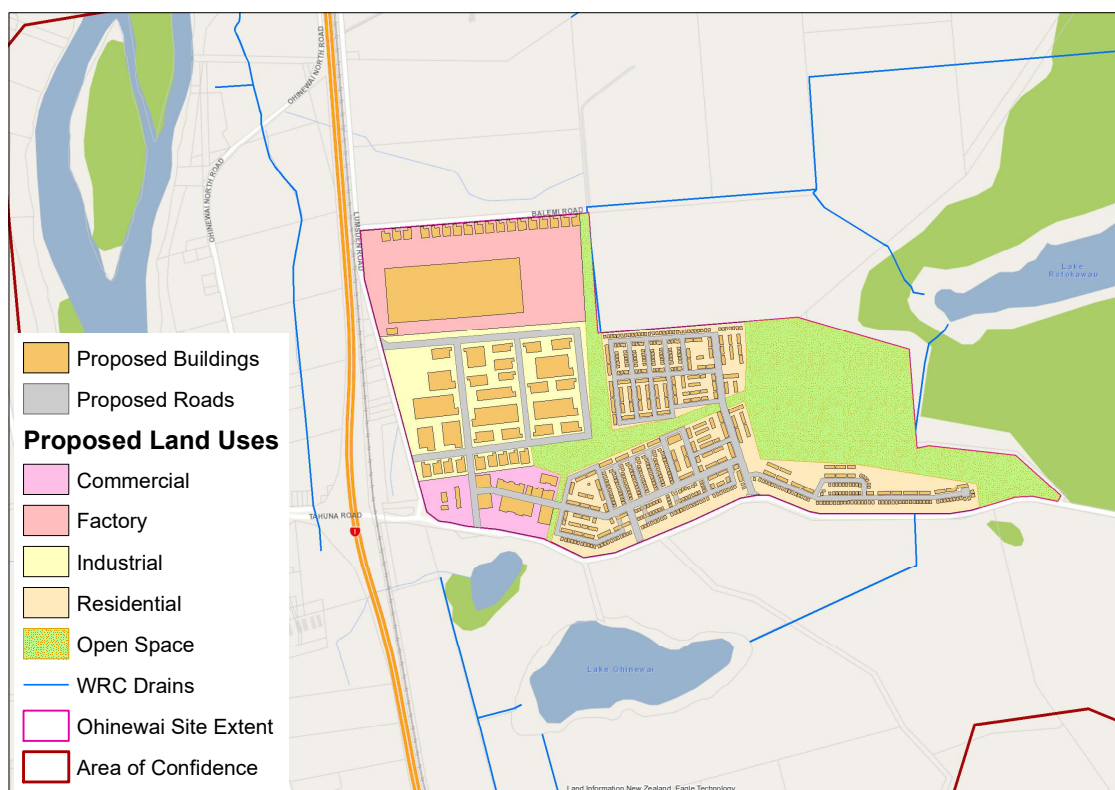 OHINEWAI NORTH ROAD
OHINEWAI NORTH ROAD
LUMSDEN ROAD
BALEMI ROAD
Lake
Rotokawau
TAHUNA ROAD
1
Lake Ohinewai
Proposed Buildings
Proposed Roads
Proposed Land Uses
Commercial
Factory
Industrial
Residential
Open Space
WRC Drains
Ohinewai Site Extent
Area of Confidence
Land Information New Zealand, Eagle Technology